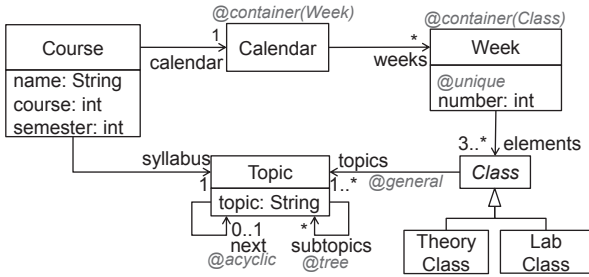 @container(Week)
@container(Class)
Course
1
Calendar
*
Week
calendar
weeks
name: String
course: int
semester: int
@unique
number: int
3..*
elements
syllabus
1
Topic
topics
1..*
@general
Class
topic: String
0..1
next
@acyclic
*
subtopics
@tree
Theory
Class
Lab
Class